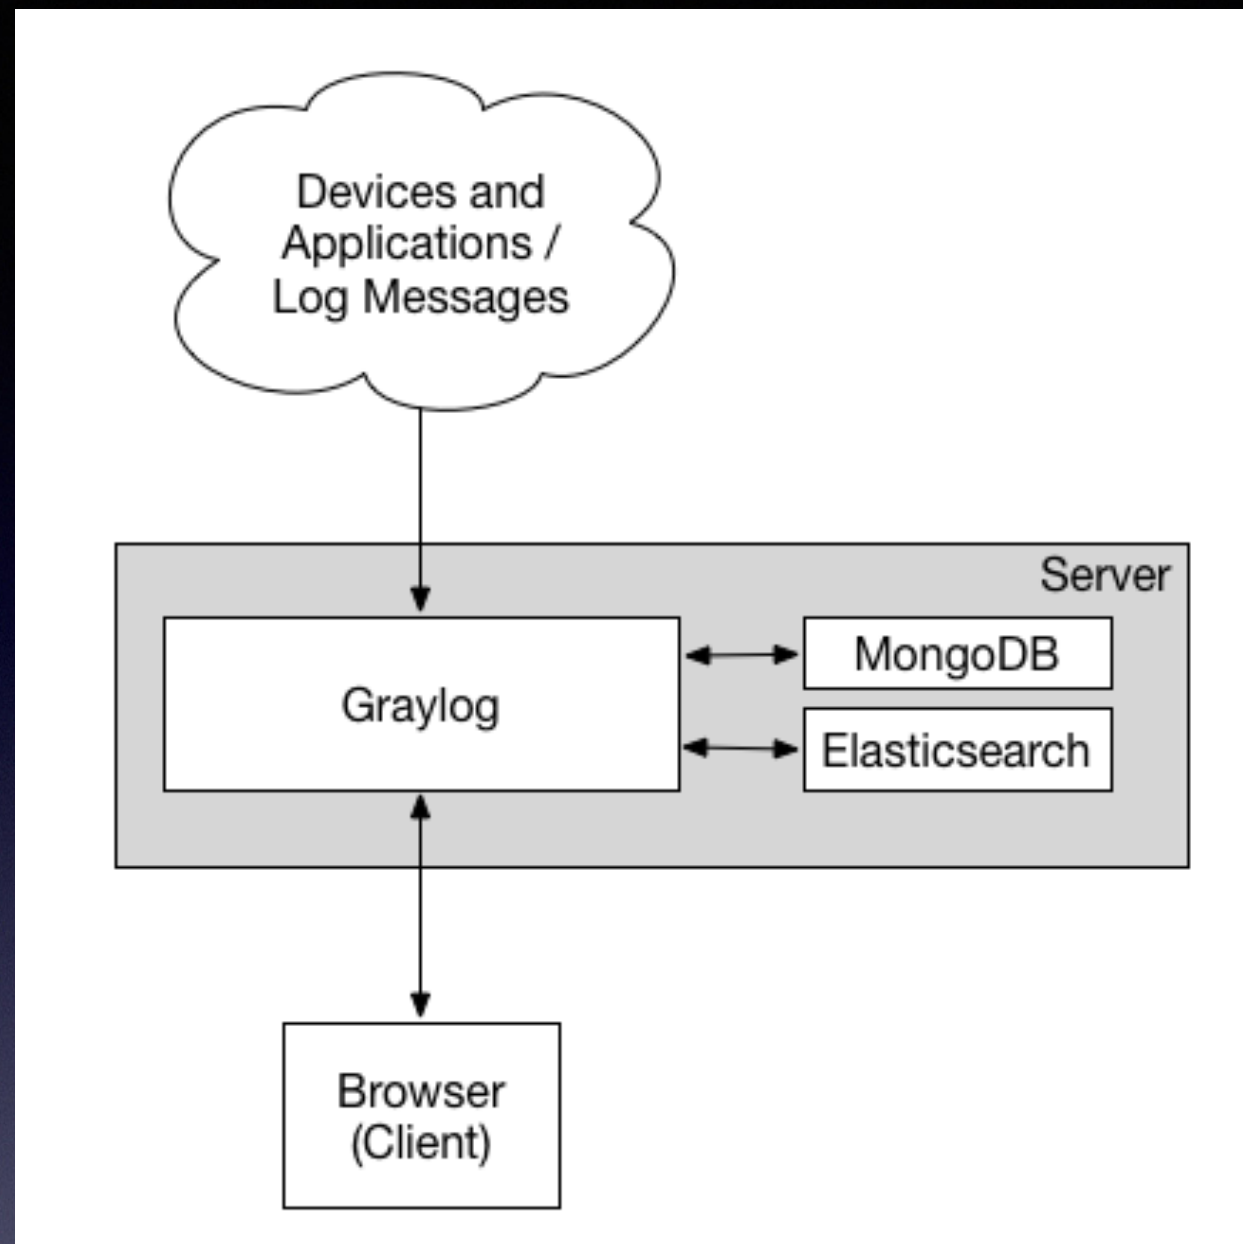 Devices and
Applications /
Log Messages
Server
MongoDB
Graylog
Elasticsearch
Browser
(Client)